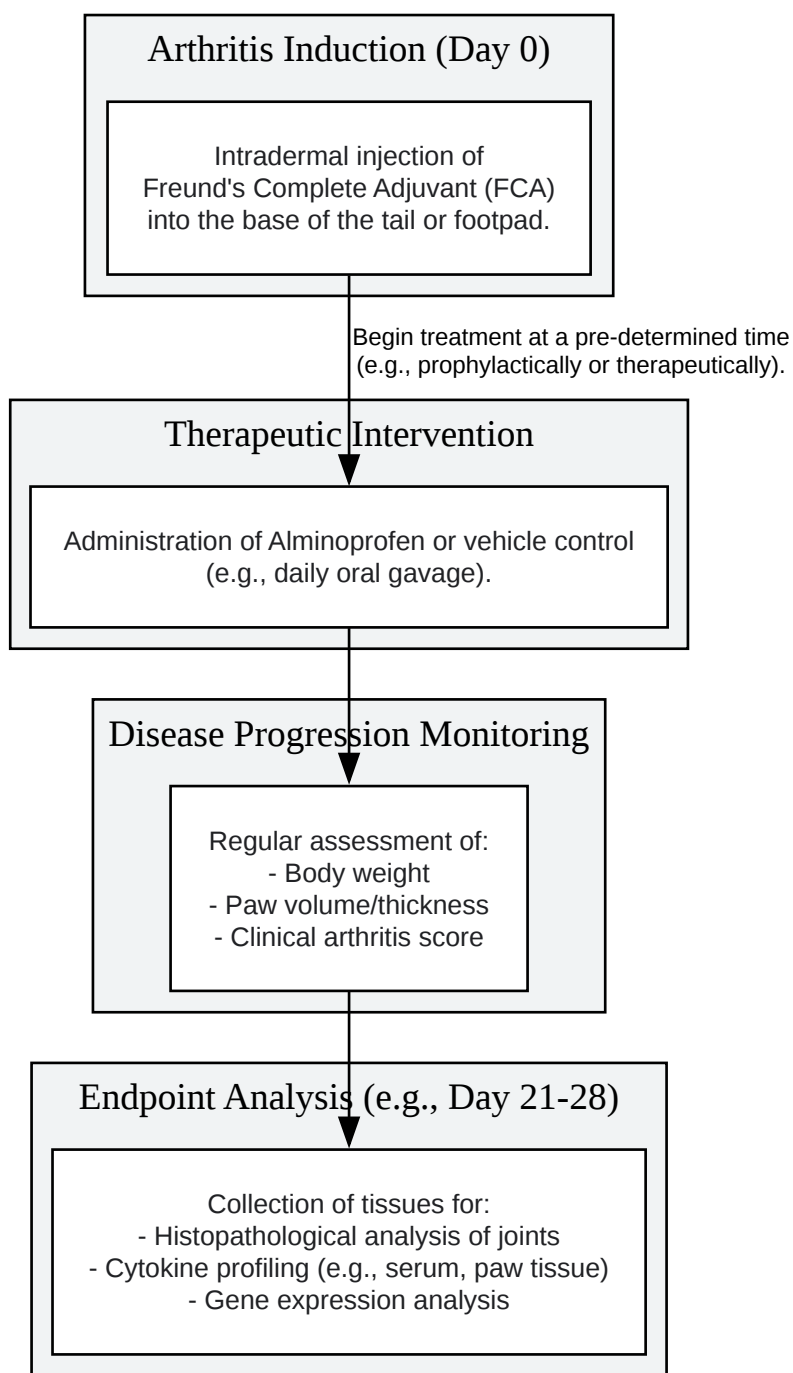 Arthritis Induction (Day 0)
Intradermal injection of
Freund's Complete Adjuvant (FCA)
into the base of the tail or footpad.
Begin treatment at a pre-determined time
(e.g., prophylactically or therapeutically).
Therapeutic Intervention
Administration of Alminoprofen or vehicle control
(e.g., daily oral gavage).
Disease Progression Monitoring
Regular assessment of:
- Body weight
- Paw volume/thickness
- Clinical arthritis score
Endpoint Analysis (e.g., Day 21-28)
Collection of tissues for:
- Histopathological analysis of joints
- Cytokine profiling (e.g., serum, paw tissue)
- Gene expression analysis